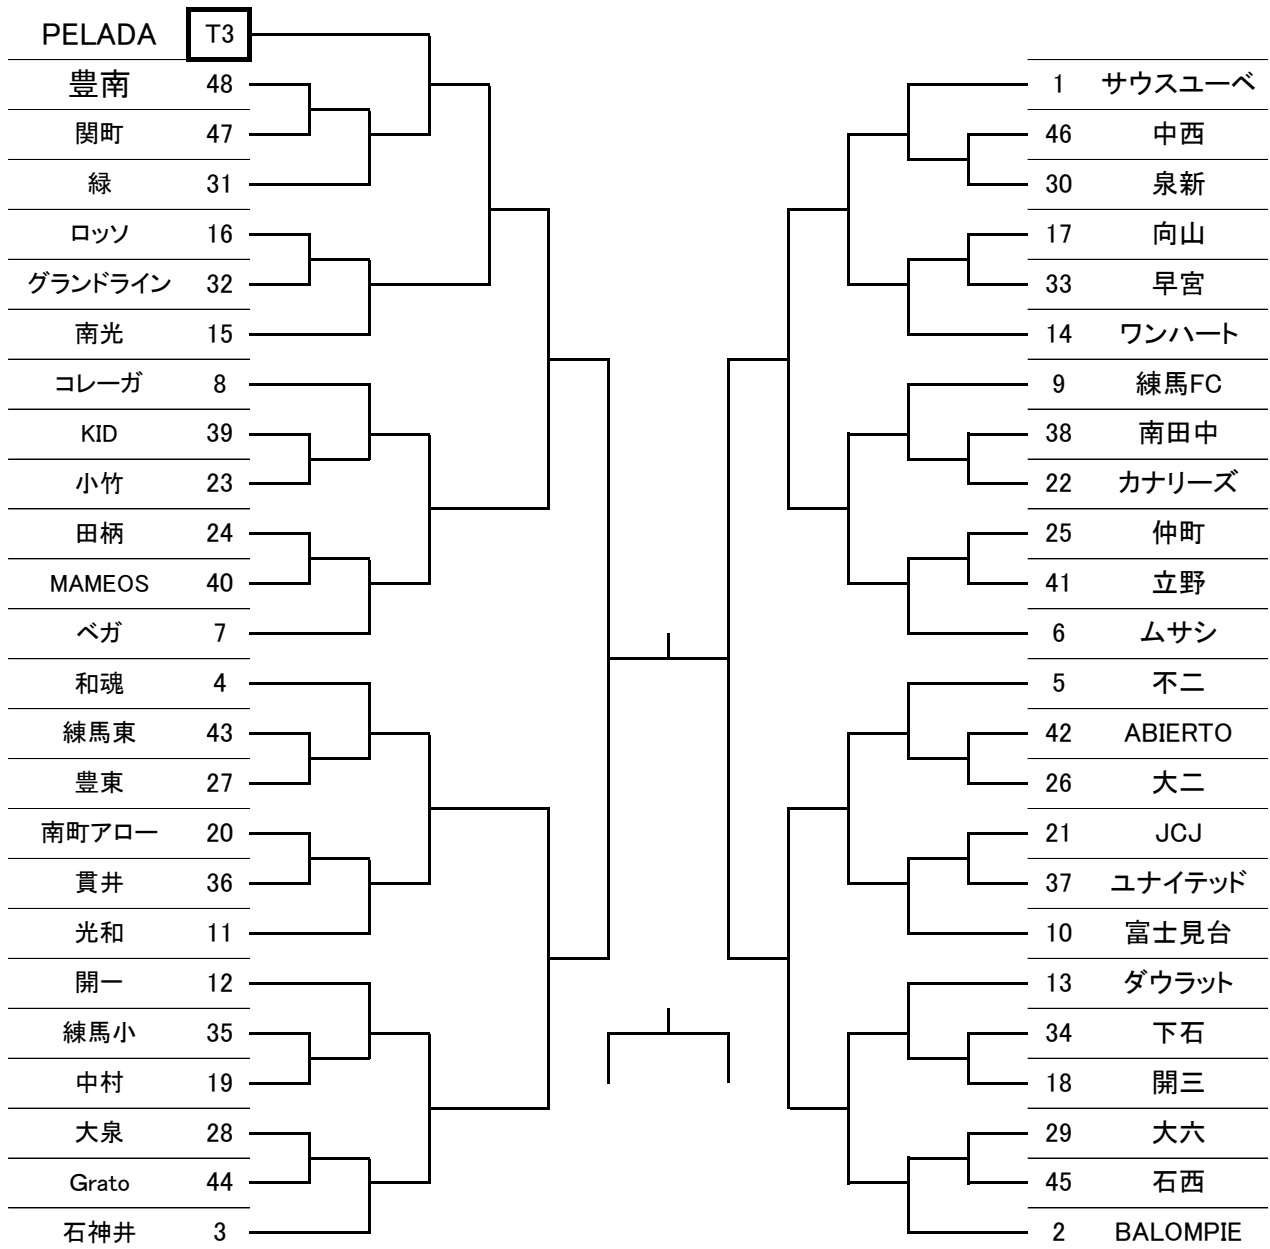 PELADA T3
豊南 48
関町 47
緑 31
ロッソ 16
グランドライン 32
南光 15
コレーガ 8
KID 39
小竹 23
田柄 24
MAMEOS 40
ベガ 7
和魂 4
練馬東 43
豊東 27
南町アロー 20
貫井 36
光和 11
開一 12
練馬小 35
中村 19
大泉 28
Grato 44
石神井 3
1 サウスユーベ
46 中西
30 泉新
17 向山
33 早宮
14 ワンハート
9 練馬FC
38 南田中
22 カナリーズ
25 仲町
41 立野
6 ムサシ
5 不二
42 ABIERTO
26 大二
21 JCJ
37 ユナイテッド
10 富士見台
13 ダウラット
34 下石
18 開三
29 大六
45 石西
2 BALOMPIE